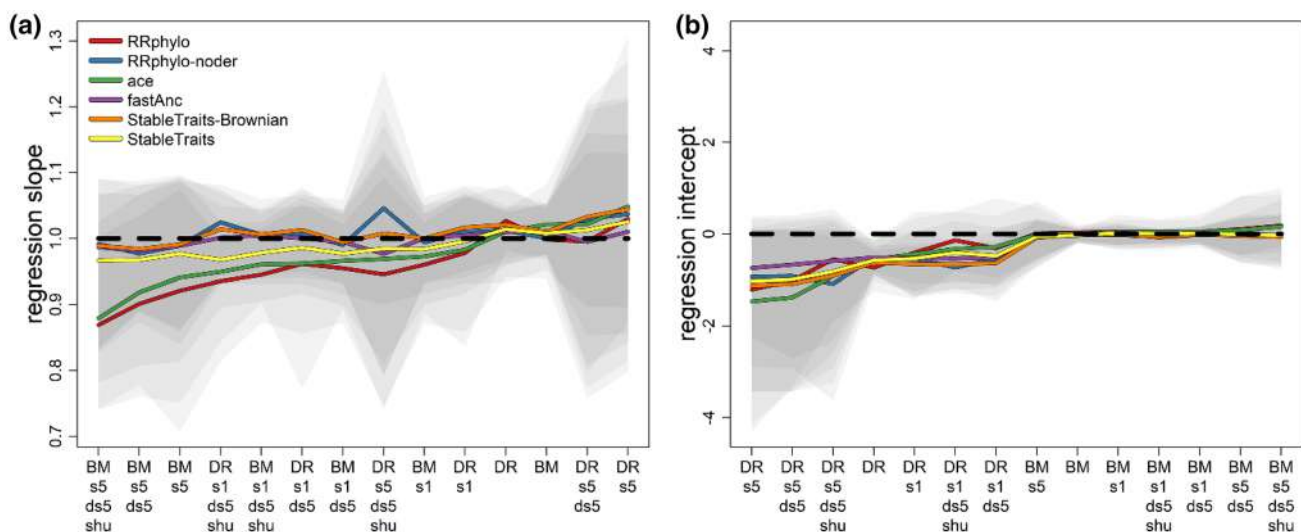 (a)
regression slope
1.3
1.2
1.1
1.0
0.9
0.8
0.7
RRphylo
RRphylo-noder
ace
fastAnc
StableTraits-Brownian
StableTraits
BM BM BM DR BM DR BM DR BM DR DR BM DR DR
s5 s5 s5 s1 s1 s1 s1 s5 s1 s1 s5 s5
ds5 ds5 ds5 ds5 ds5 ds5 ds5 ds5
shu shu shu shu
(b)
regression intercept
4
2
0
-2
-4
DR DR DR DR DR DR DR BM BM BM BM BM BM BM
s5 s5 s5 s1 s1 s1 s5 s1 s1 s1 s5 s5
ds5 ds5 ds5 ds5 ds5 ds5 ds5 ds5
shu shu shu shu